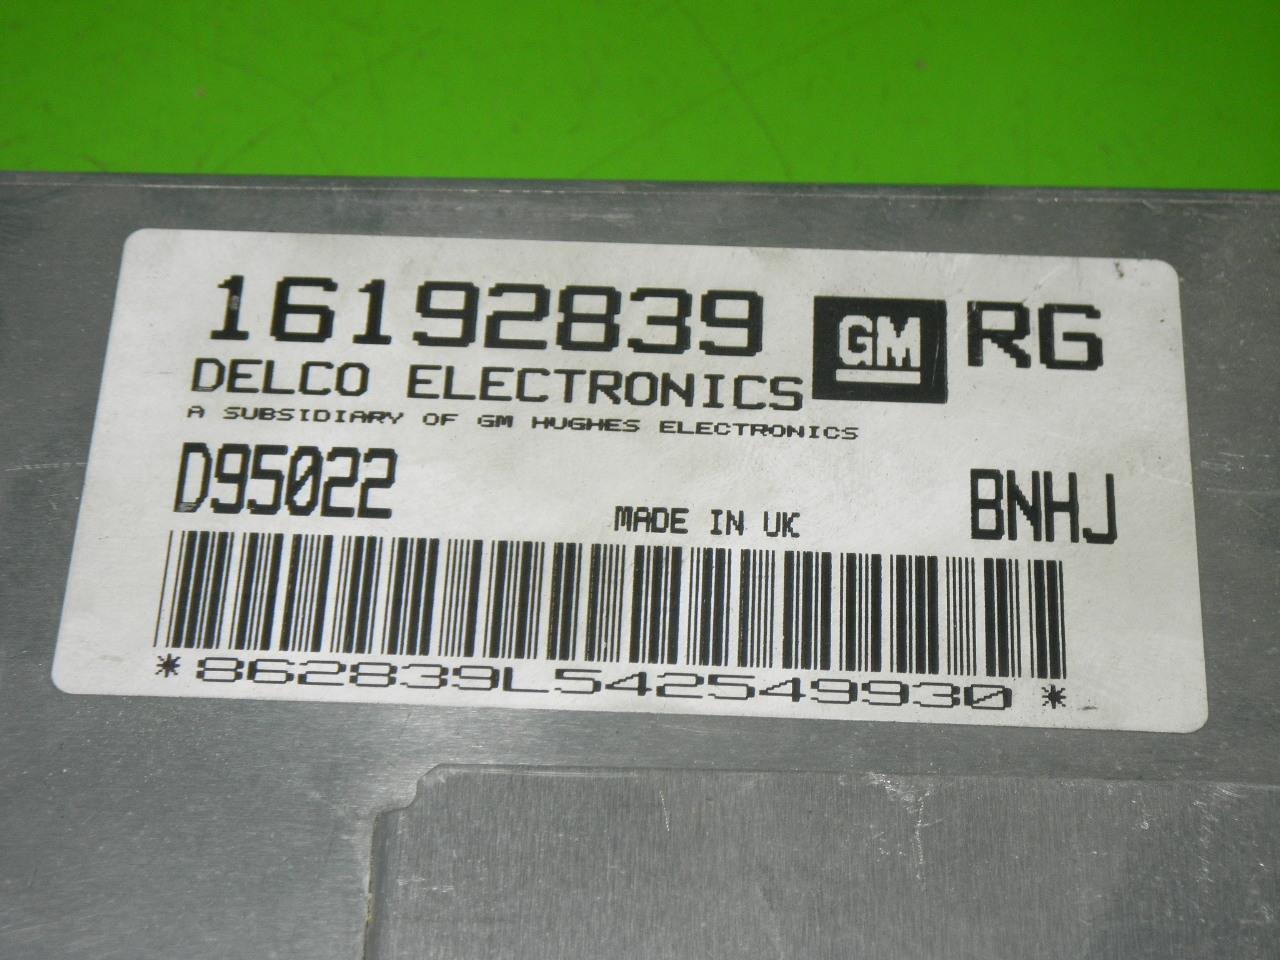 16192839 GM RG
DELCO ELECTRONICS
A SUBSIDIARY OF GM HUGHES ELECTRONICS
D95022 MADE IN UK BNHJ
*862839L542549930*